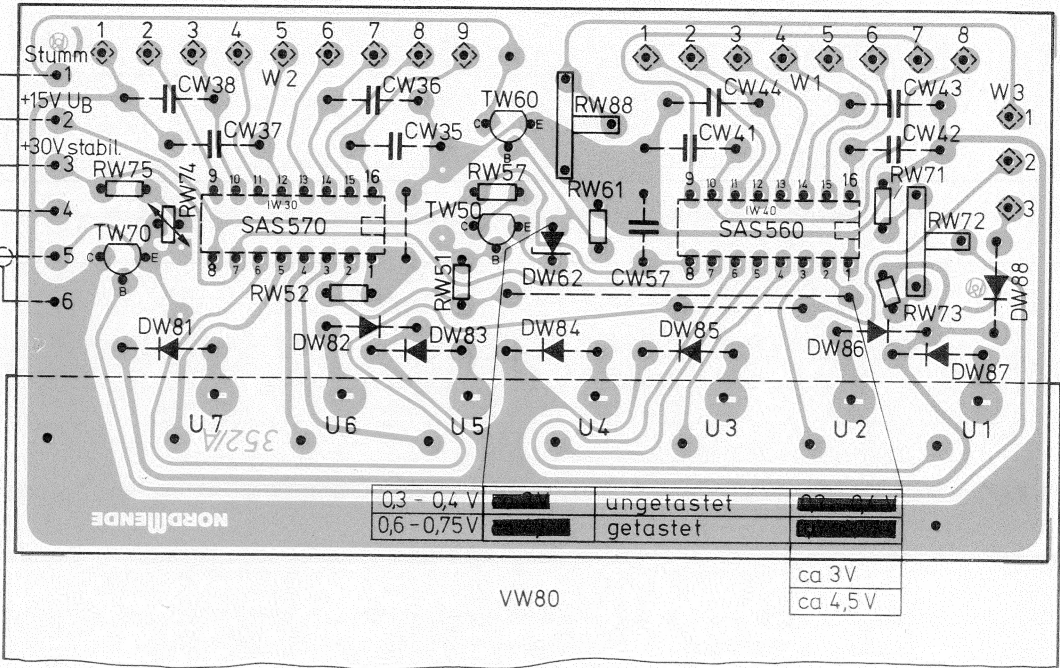 1 2 3 4 5 6 7 8 9
1 2 3 4 5 6 7 8
Stumm
W2
W1
W3
1
+15V UB
2
+30V stabil.
3
4
5
6
CW38
CW36
TW60
RW88
CW44
CW43
1
CW37
CW35
CW41
CW42
2
RW75
RW74
RW57
RW61
RW71
3
9 10 11 12 13 14 15 16
9 10 11 12 13 14 15 16
C E
B
IW30
SAS570
TW50
IW40
SAS560
RW72
8 7 6 5 4 3 2 1
8 7 6 5 4 3 2 1
TW70
C E
B
C E
B
RW52
RW51
DW62
CW57
DW88
RW73
DW81
DW82
DW83
DW84
DW85
DW86
DW87
U7
U6
U5
U4
U3
U2
U1
352/A
NORDMENDE
0,3 - 0,4 V
ungetastet
0,6 - 0,75V
getastet
ca 3V
ca 4,5V
VW80